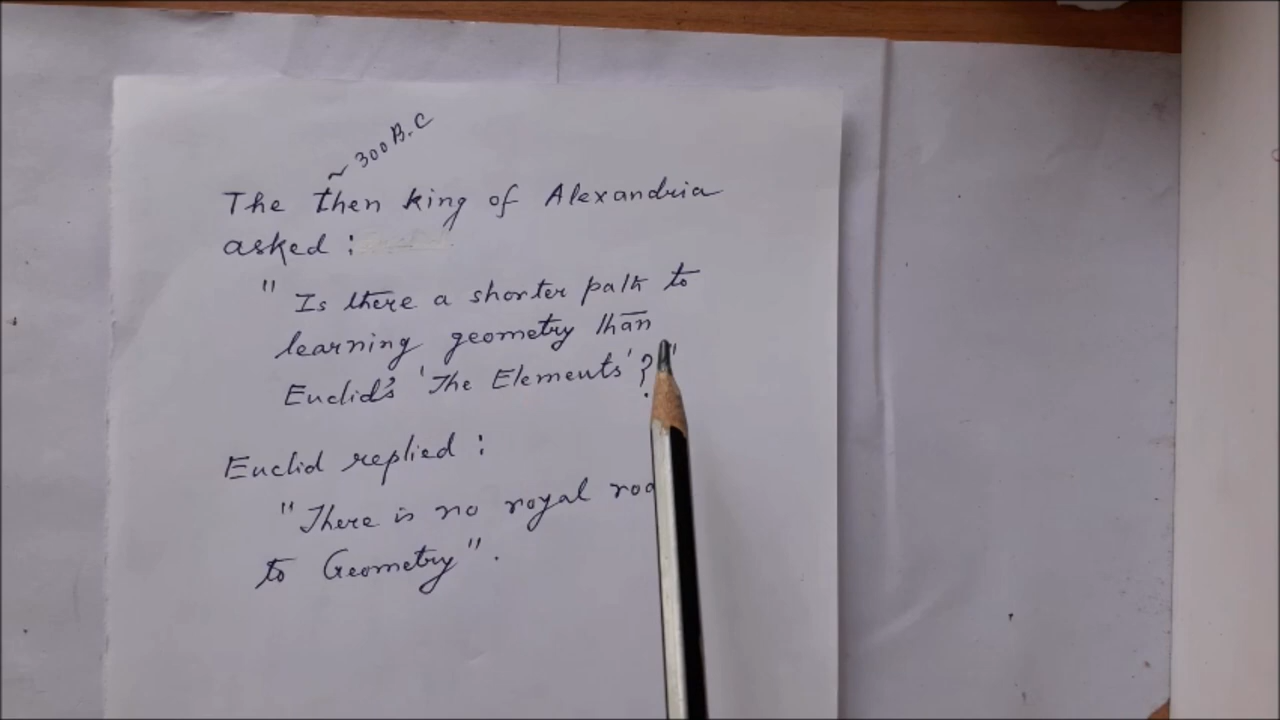 ~ 300 B.C
The then king of Alexandria
asked :
" Is there a shorter path to
learning geometry than
Euclid's 'The Elements'?"
Euclid replied :
"There is no royal
to Geometry".